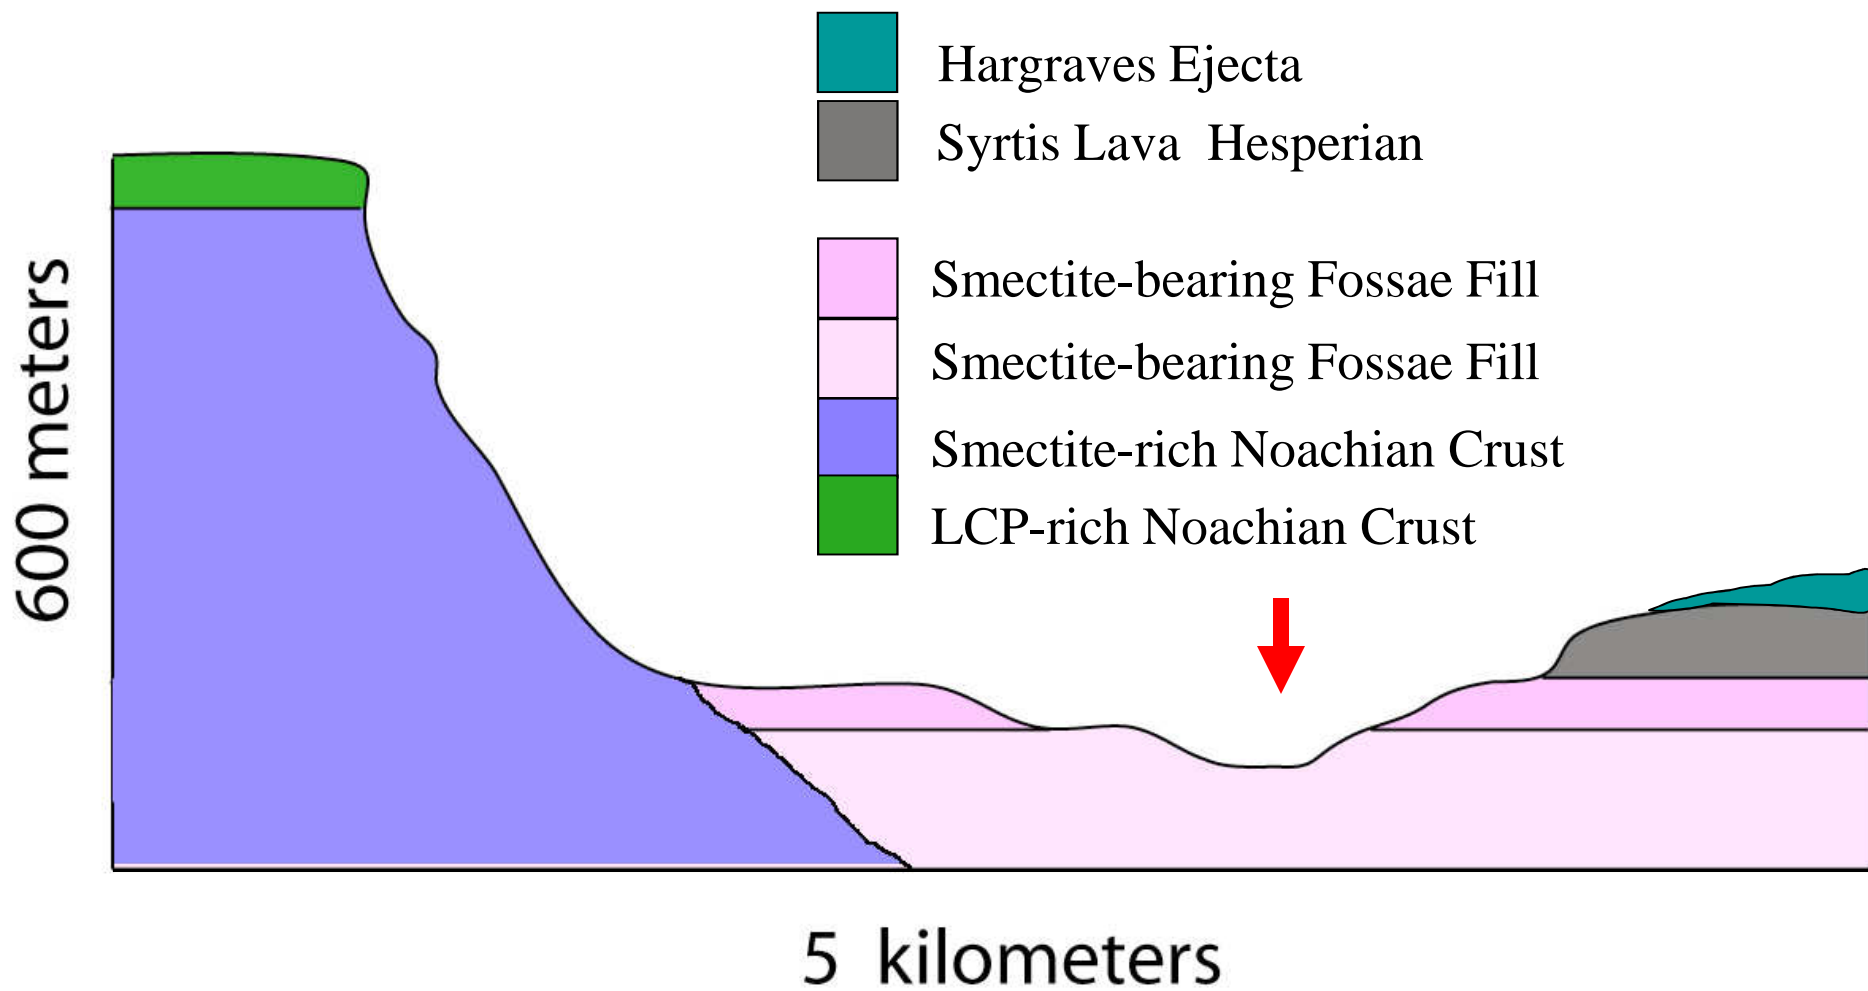 Hargraves Ejecta
Syrtis Lava  Hesperian
Smectite-bearing Fossae Fill
Smectite-bearing Fossae Fill
Smectite-rich Noachian Crust
LCP-rich Noachian Crust
600 meters
5 kilometers